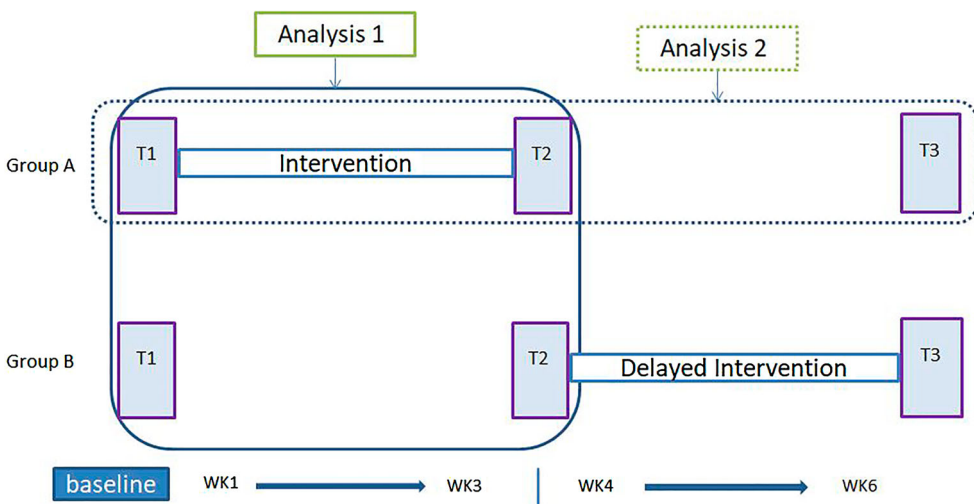 Analysis 1
Analysis 2
Group A
T1
Intervention
T2
T3
Group B
T1
T2
Delayed Intervention
T3
baseline WK1 WK3 WK4 WK6